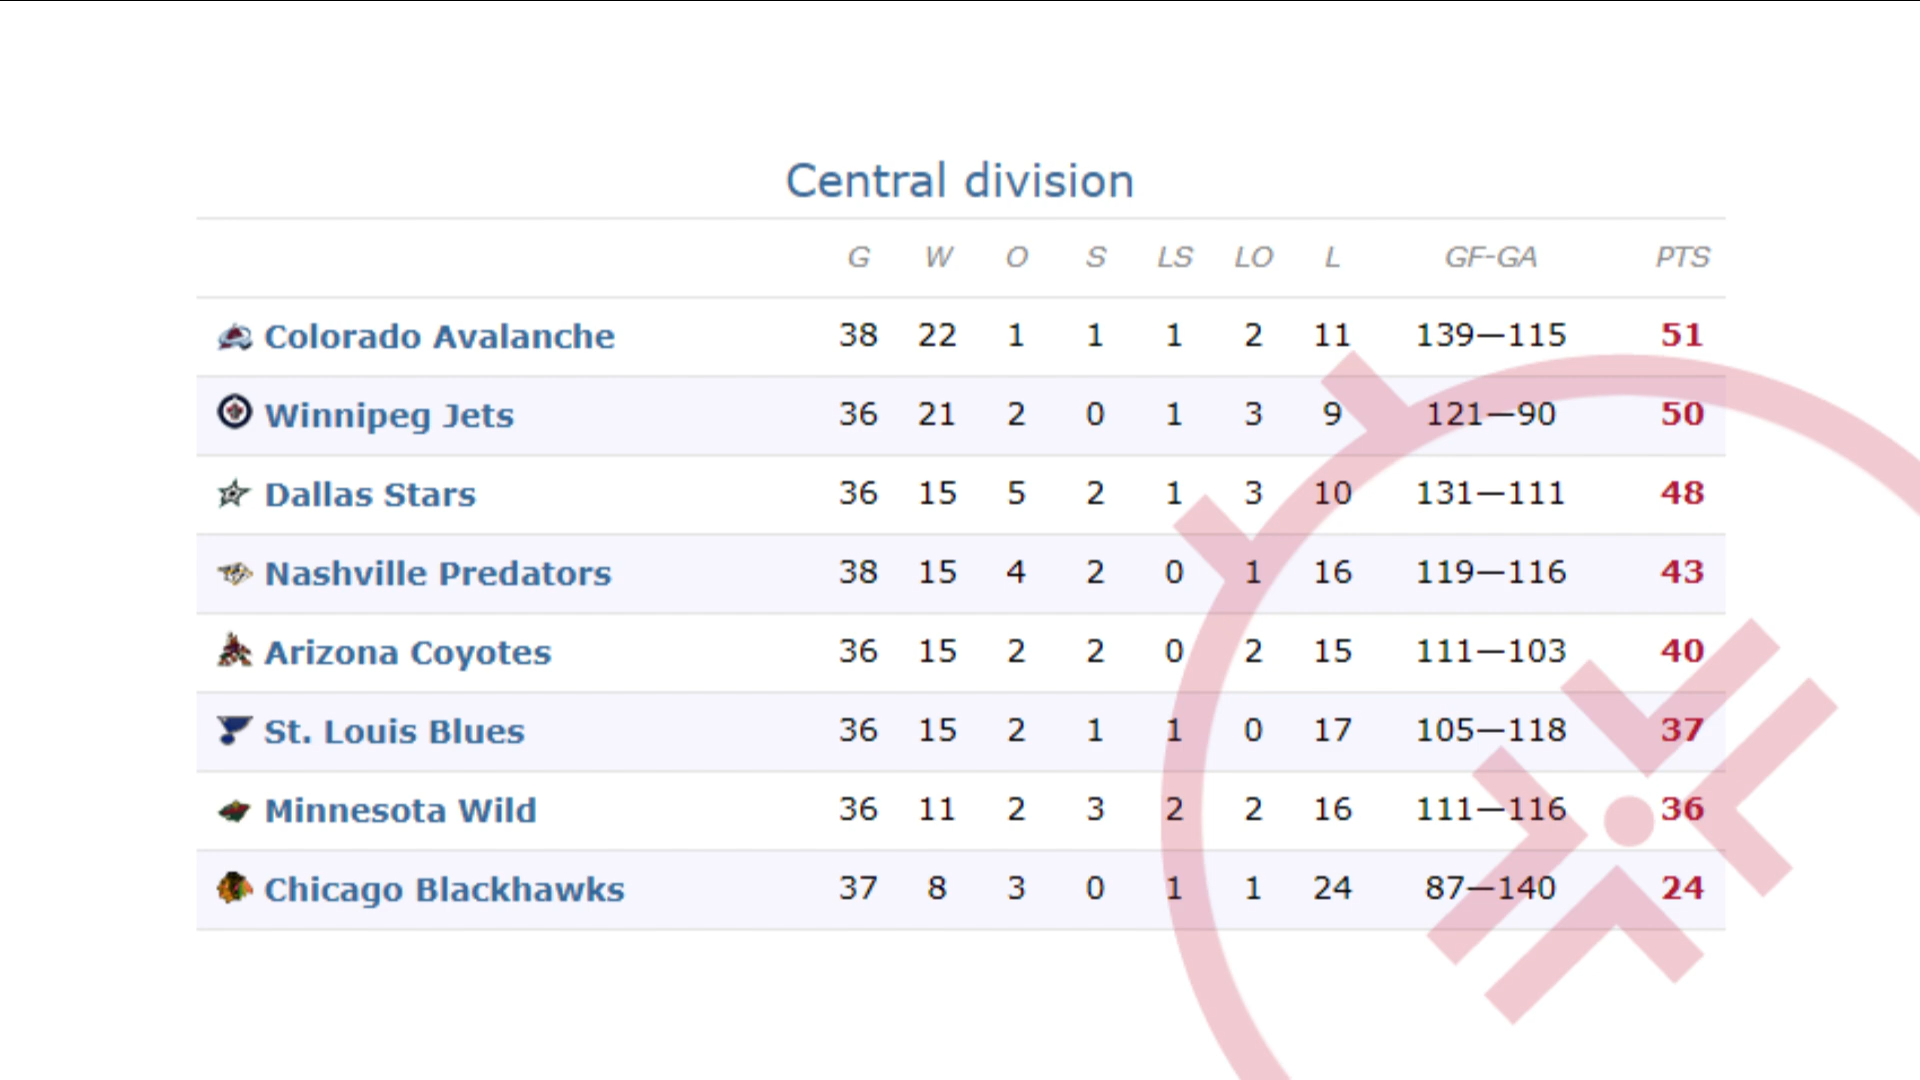 Central division
G W O S LS LO L GF-GA PTS
Colorado Avalanche 38 22 1 1 1 2 11 139—115 51
Winnipeg Jets 36 21 2 0 1 3 9 121—90 50
Dallas Stars 36 15 5 2 1 3 10 131—111 48
Nashville Predators 38 15 4 2 0 1 16 119—116 43
Arizona Coyotes 36 15 2 2 0 2 15 111—103 40
St. Louis Blues 36 15 2 1 1 0 17 105—118 37
Minnesota Wild 36 11 2 3 2 2 16 111—116 36
Chicago Blackhawks 37 8 3 0 1 1 24 87—140 24